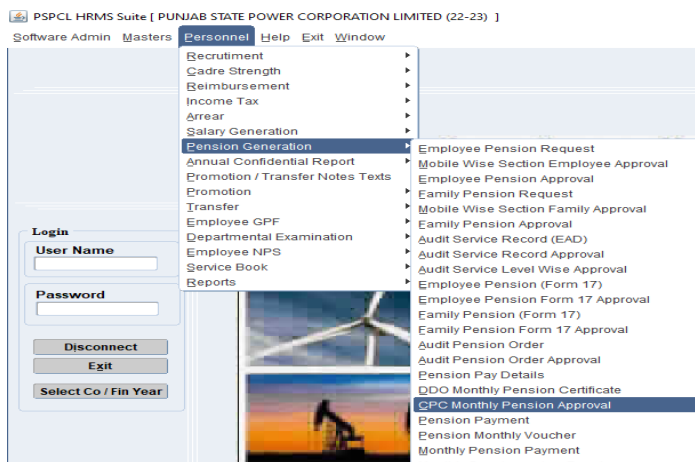 PSPCL HRMS Suite [ PUNJAB STATE POWER CORPORATION LIMITED (22-23) ]
Software Admin Masters Personnel Help Exit Window
Recrutiment
Cadre Strength
Reimbursement
Income Tax
Arrear
Salary Generation
Pension Generation
Annual Confidential Report
Promotion / Transfer Notes Texts
Promotion
Transfer
Employee GPF
Departmental Examination
Employee NPS
Service Book
Reports
Employee Pension Request
Mobile Wise Section Employee Approval
Employee Pension Approval
Family Pension Request
Mobile Wise Section Family Approval
Family Pension Approval
Audit Service Record (EAD)
Audit Service Record Approval
Audit Service Level Wise Approval
Employee Pension (Form 17)
Employee Pension Form 17 Approval
Family Pension (Form 17)
Family Pension Form 17 Approval
Audit Pension Order
Audit Pension Order Approval
Pension Pay Details
DDO Monthly Pension Certificate
CPC Monthly Pension Approval
Pension Payment
Pension Monthly Voucher
Monthly Pension Payment
Login
User Name
Password
Disconnect
Exit
Select Co / Fin Year